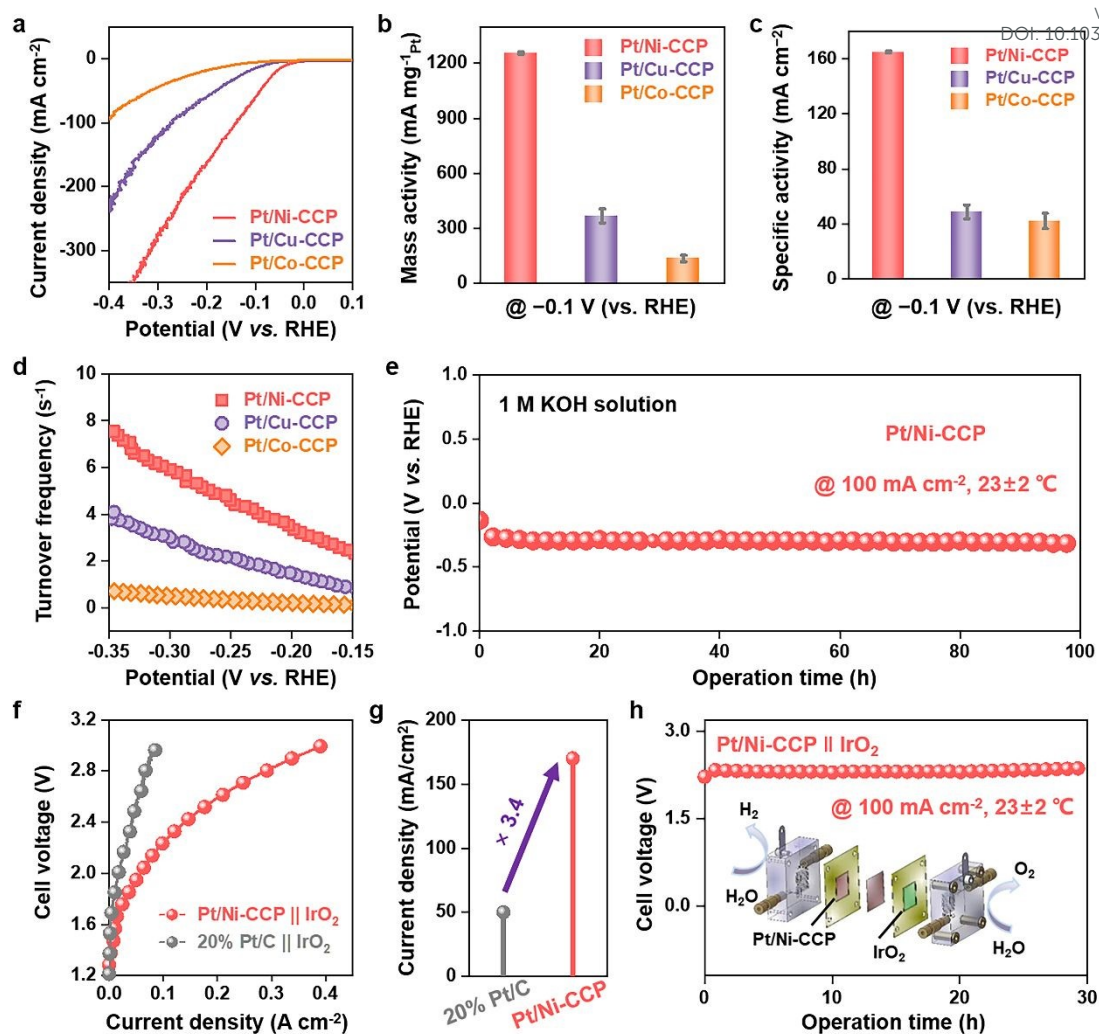 DOI: 10.103
a
Current density (mA cm⁻²)
0
-100
-200
-300
Pt/Ni-CCP
Pt/Cu-CCP
Pt/Co-CCP
-0.4 -0.3 -0.2 -0.1 0.0 0.1
Potential (V vs. RHE)
b
Mass activity (mA mg⁻¹Pt)
1200
900
600
300
0
Pt/Ni-CCP
Pt/Cu-CCP
Pt/Co-CCP
@ −0.1 V (vs. RHE)
c
Specific activity (mA cm⁻²)
160
120
80
40
0
Pt/Ni-CCP
Pt/Cu-CCP
Pt/Co-CCP
@ −0.1 V (vs. RHE)
d
Turnover frequency (s⁻¹)
10
8
6
4
2
0
Pt/Ni-CCP
Pt/Cu-CCP
Pt/Co-CCP
-0.35 -0.30 -0.25 -0.20 -0.15
Potential (V vs. RHE)
e
Potential (V vs. RHE)
1.0
0.5
0.0
-0.5
-1.0
1 M KOH solution
Pt/Ni-CCP
@ 100 mA cm⁻², 23±2 ℃
0 20 40 60 80 100
Operation time (h)
f
Cell voltage (V)
3.2
2.8
2.4
2.0
1.6
1.2
Pt/Ni-CCP || IrO₂
20% Pt/C || IrO₂
0.0 0.1 0.2 0.3 0.4
Current density (A cm⁻²)
g
Current density (mA/cm²)
200
150
100
50
0
× 3.4
20% Pt/C
Pt/Ni-CCP
h
Cell voltage (V)
3.0
1.5
0.0
Pt/Ni-CCP || IrO₂
@ 100 mA cm⁻², 23±2 ℃
H₂
H₂O
Pt/Ni-CCP
IrO₂
O₂
H₂O
0 10 20 30
Operation time (h)